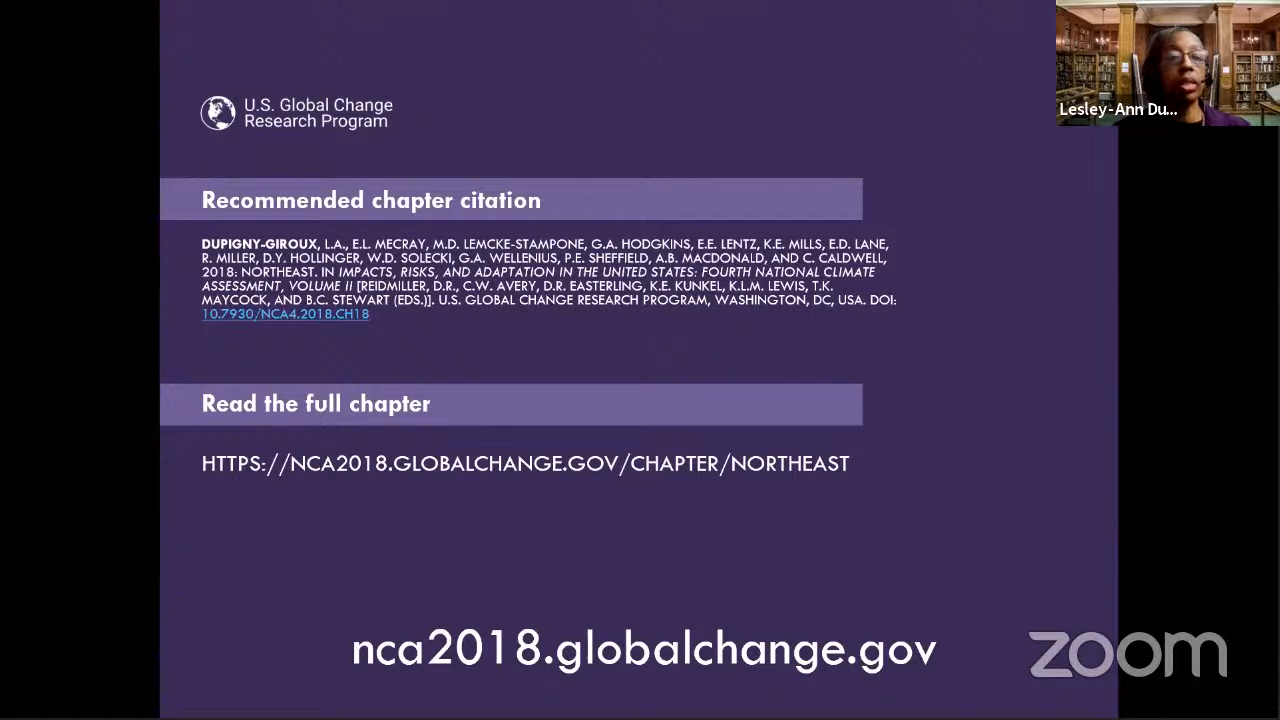 U.S. Global Change
Research Program
Lesley-Ann Du...
Recommended chapter citation
DUPIGNY-GIROUX, L.A., E.L. MECRAY, M.D. LEMCKE-STAMPONE, G.A. HODGKINS, E.E. LENTZ, K.E. MILLS, E.D. LANE,
R. MILLER, D.Y. HOLLINGER, W.D. SOLECKI, G.A. WELLENIUS, P.E. SHEFFIELD, A.B. MACDONALD, AND C. CALDWELL,
2018: NORTHEAST. IN IMPACTS, RISKS, AND ADAPTATION IN THE UNITED STATES: FOURTH NATIONAL CLIMATE
ASSESSMENT, VOLUME II [REIDMILLER, D.R., C.W. AVERY, D.R. EASTERLING, K.E. KUNKEL, K.L.M. LEWIS, T.K.
MAYCOCK, AND B.C. STEWART (EDS.)]. U.S. GLOBAL CHANGE RESEARCH PROGRAM, WASHINGTON, DC, USA. DOI:
10.7930/NCA4.2018.CH18
Read the full chapter
HTTPS://NCA2018.GLOBALCHANGE.GOV/CHAPTER/NORTHEAST
nca2018.globalchange.gov
zoom